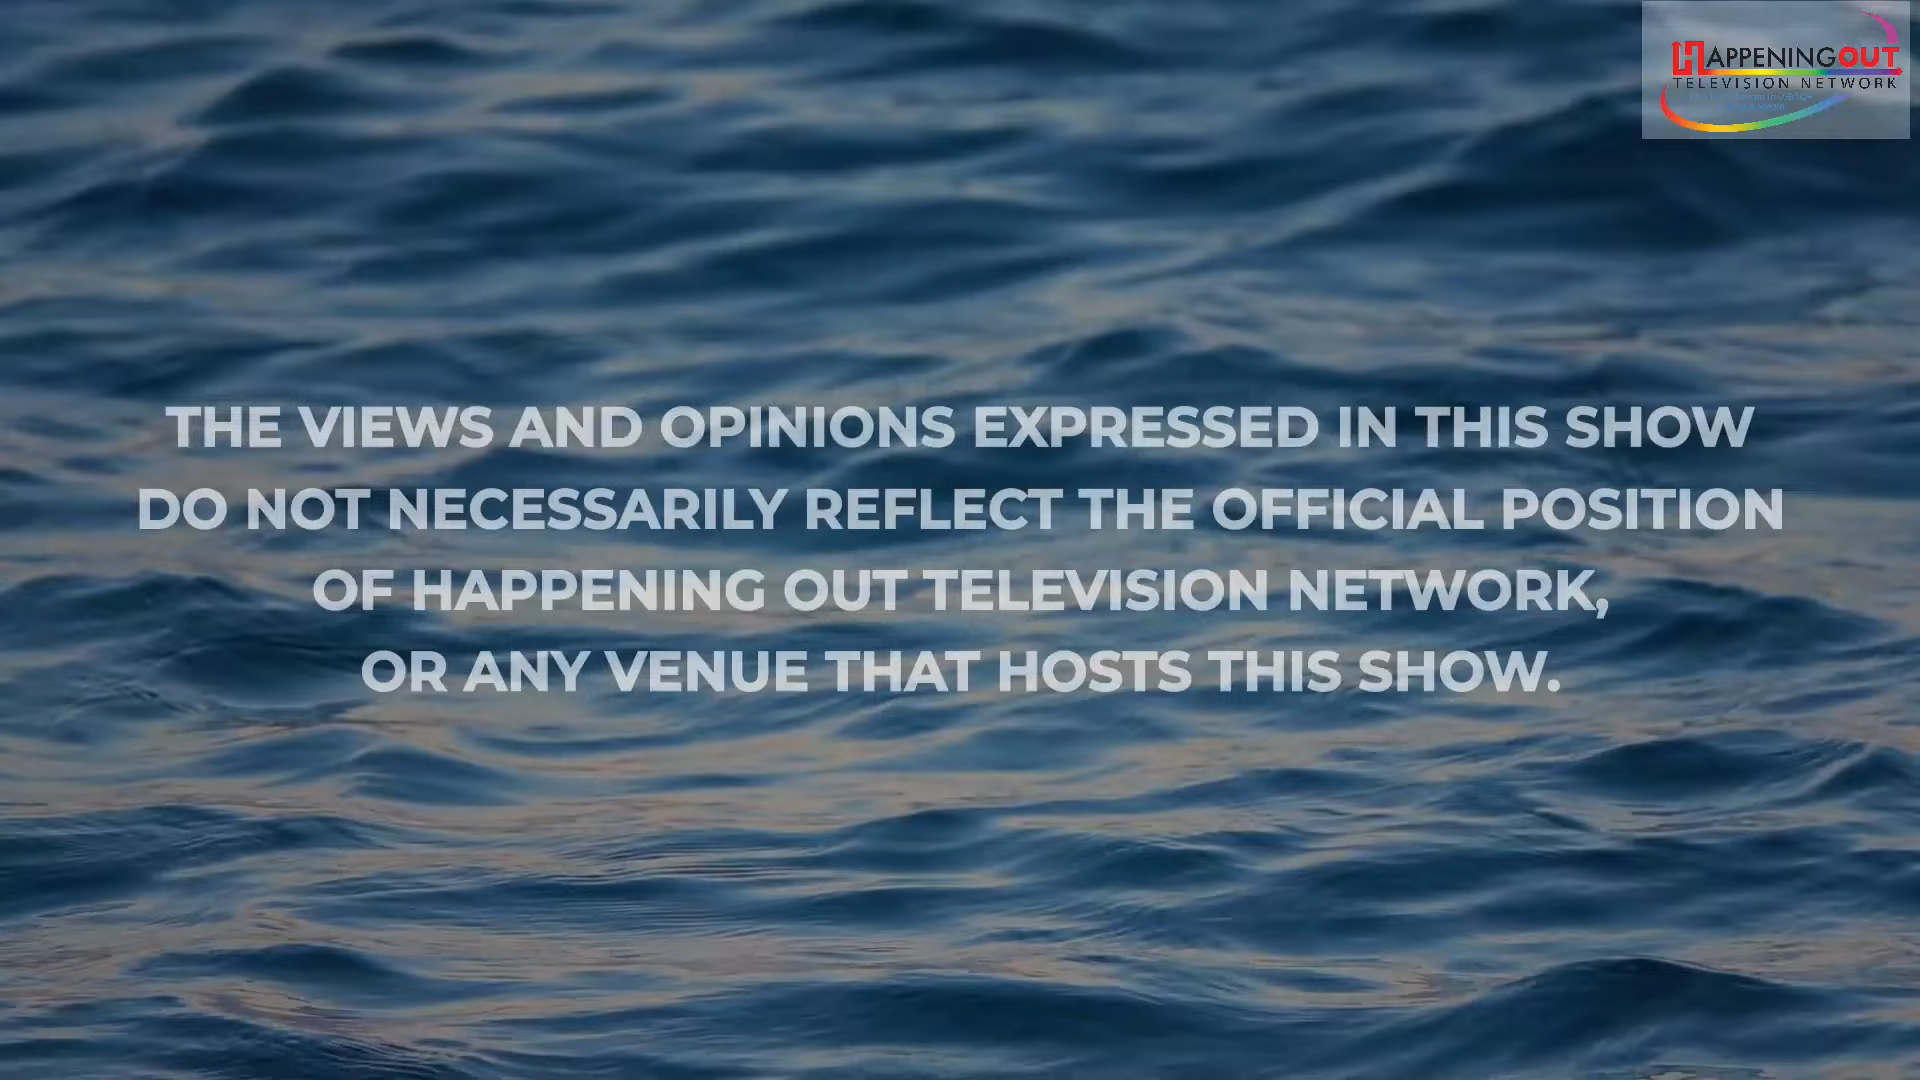 HAPPENINGOUT
TELEVISION NETWORK
THE VIEWS AND OPINIONS EXPRESSED IN THIS SHOW
DO NOT NECESSARILY REFLECT THE OFFICIAL POSITION
OF HAPPENING OUT TELEVISION NETWORK,
OR ANY VENUE THAT HOSTS THIS SHOW.